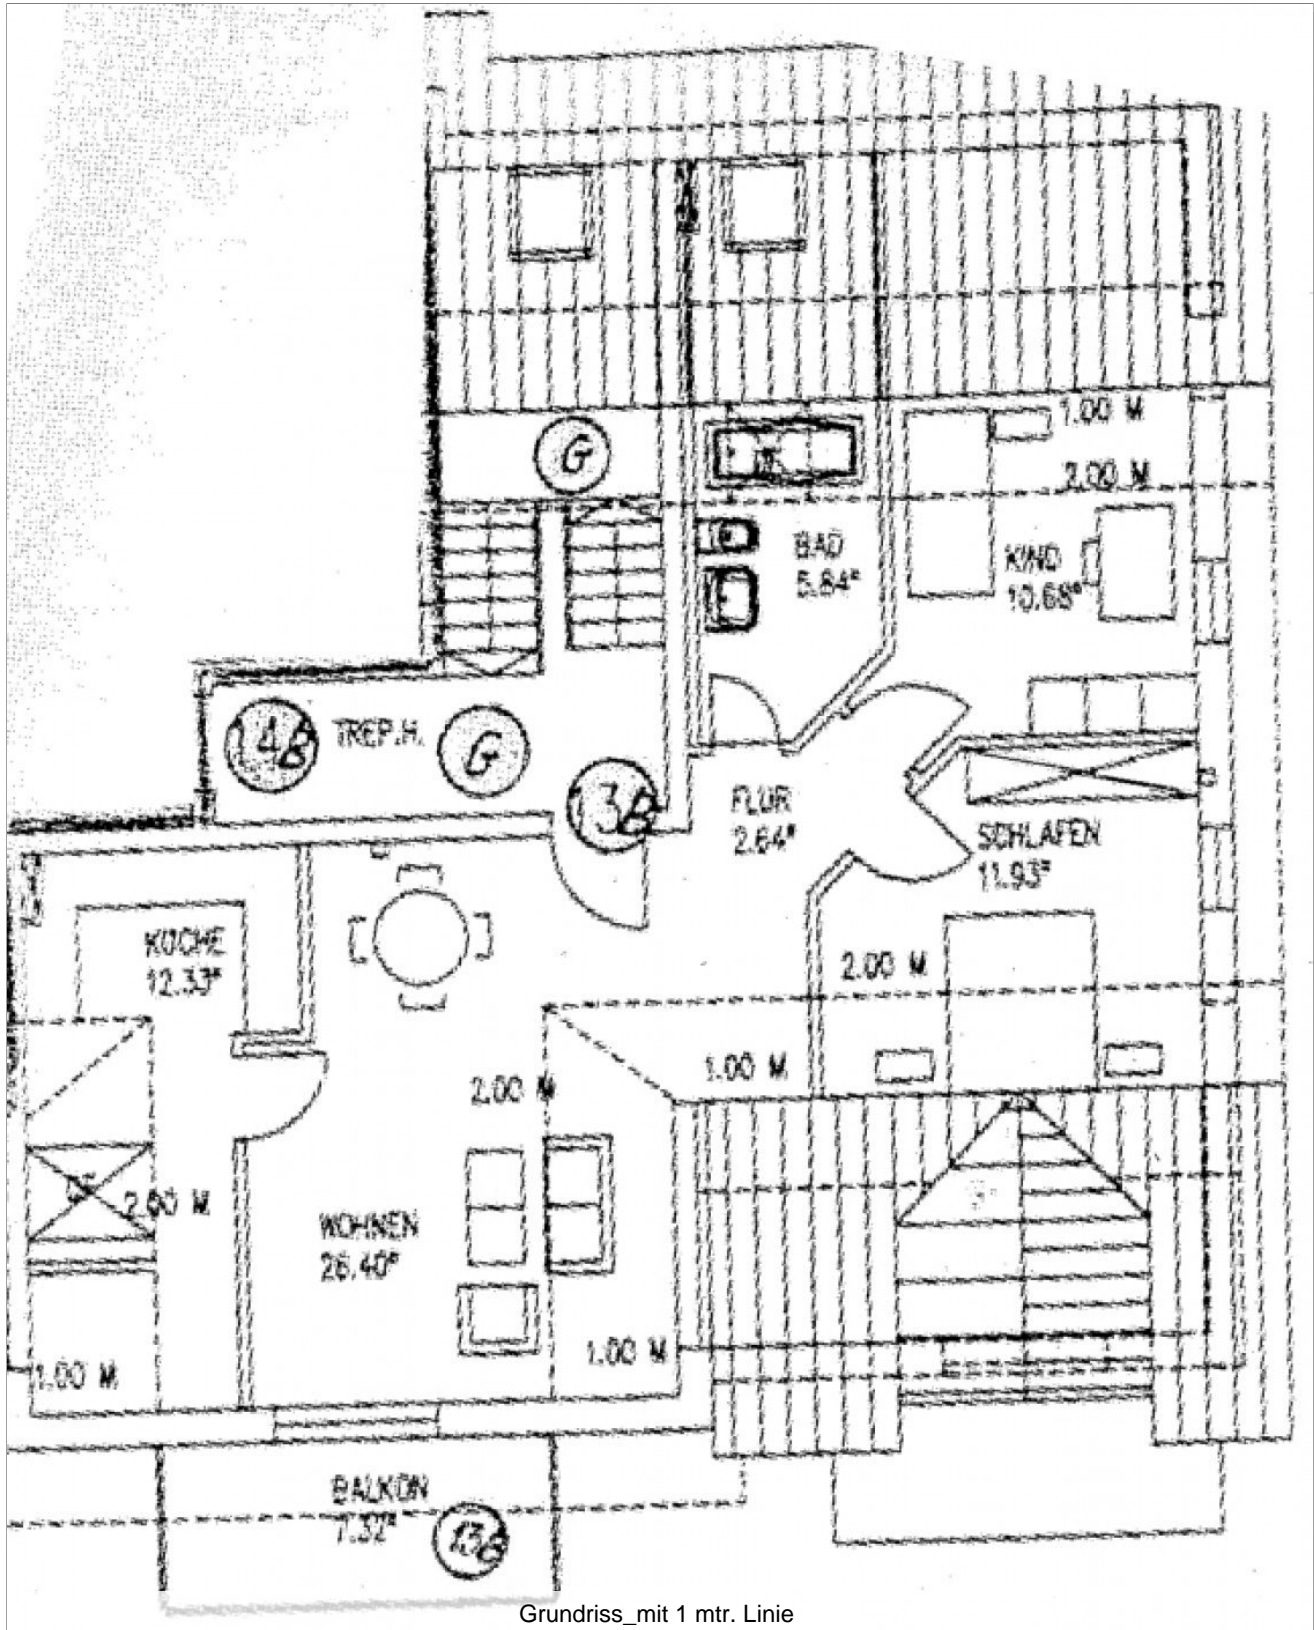 G
1.00 M
2.00 M
BAD
5.84²
KIND
10.68²
14B
TREP.H.
G
13B
FLUR
2.64²
SCHLAFEN
11.93²
KÜCHE
12.33²
2.00 M
1.00 M
2.00 M
2.00 M
WOHNEN
26.40²
1.00 M
1.00 M
BALKON
7.32²
13B
Grundriss_mit 1 mtr. Linie